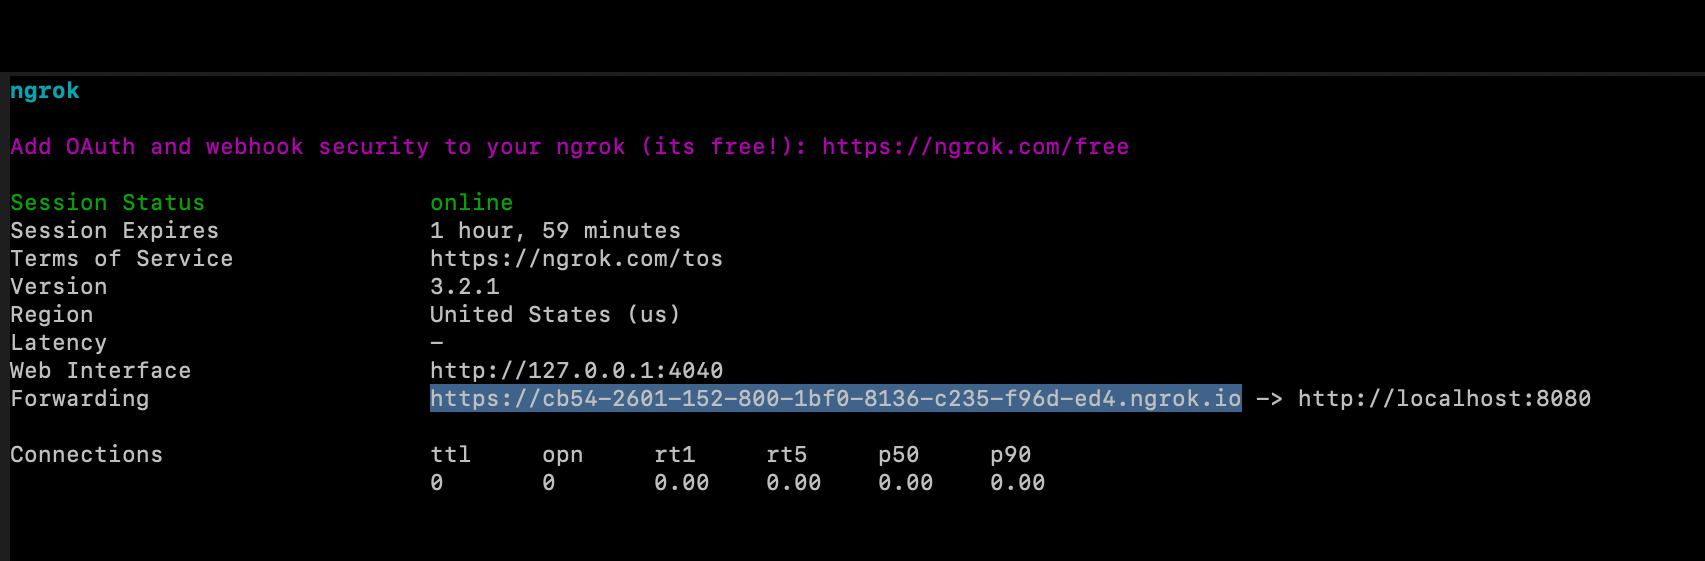 ngrok
Add OAuth and webhook security to your ngrok (its free!): https://ngrok.com/free
Session Status online
Session Expires 1 hour, 59 minutes
Terms of Service https://ngrok.com/tos
Version 3.2.1
Region United States (us)
Latency -
Web Interface http://127.0.0.1:4040
Forwarding https://cb54-2601-152-800-1bf0-8136-c235-f96d-ed4.ngrok.io -> http://localhost:8080
Connections ttl opn rt1 rt5 p50 p90
0 0 0.00 0.00 0.00 0.00